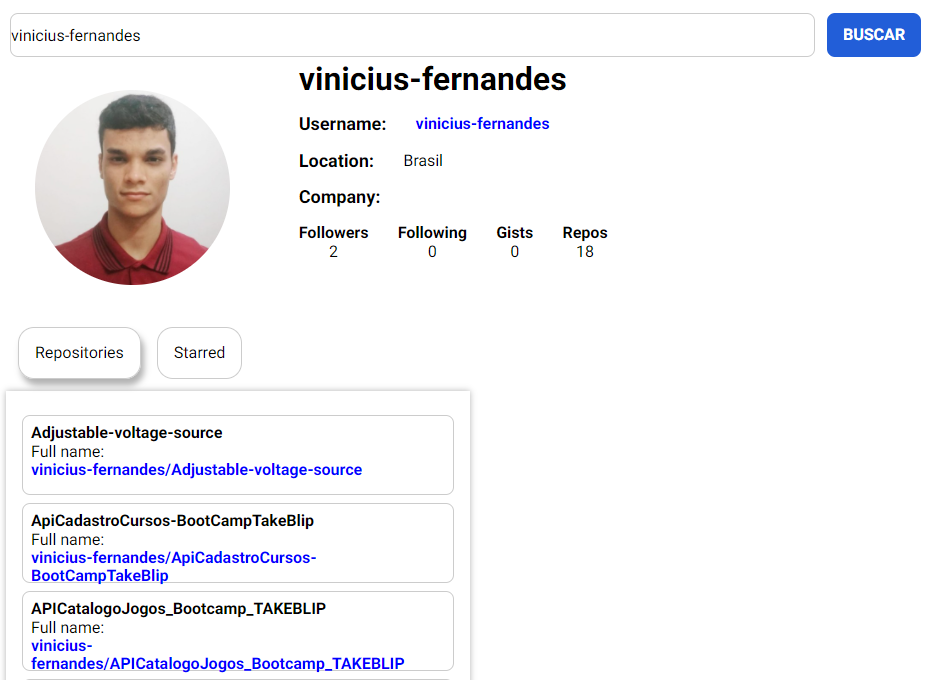 vinicius-fernandes
BUSCAR
vinicius-fernandes
Username: vinicius-fernandes
Location: Brasil
Company:
Followers Following Gists Repos
2 0 0 18
Repositories Starred
Adjustable-voltage-source
Full name:
vinicius-fernandes/Adjustable-voltage-source
ApiCadastroCursos-BootCampTakeBlip
Full name:
vinicius-fernandes/ApiCadastroCursos-
BootCampTakeBlip
APICatalogoJogos_Bootcamp_TAKEBLIP
Full name:
vinicius-
fernandes/APICatalogoJogos_Bootcamp_TAKEBLIP